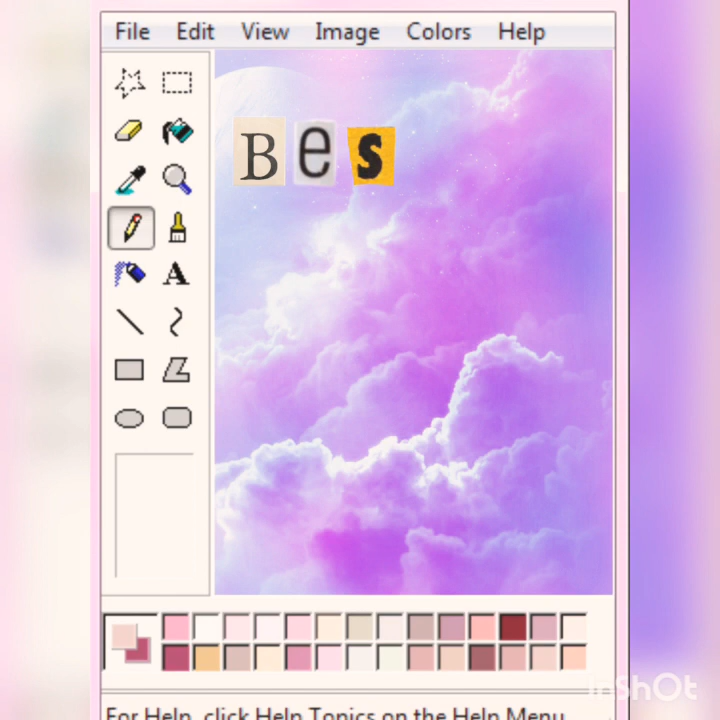 File Edit View Image Colors Help
Bes
A
For Help, click Help Topics on the Help Menu.
InShOt